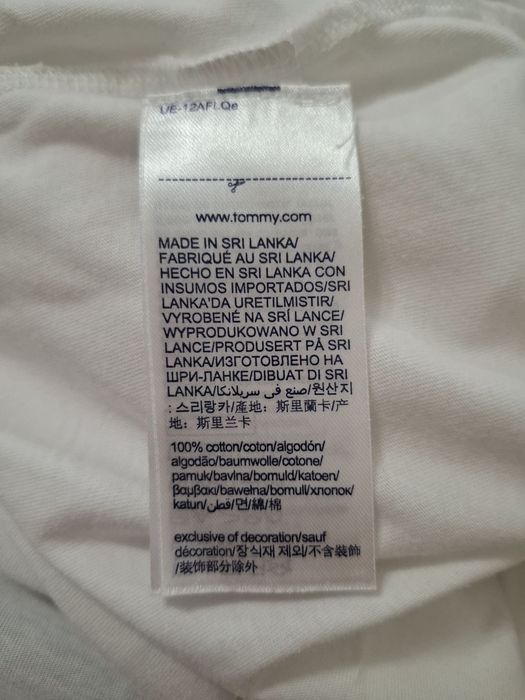 UE-12AFLQe
www.tommy.com
MADE IN SRI LANKA/
FABRIQUÉ AU SRI LANKA/
HECHO EN SRI LANKA CON
INSUMOS IMPORTADOS/SRI
LANKA'DA URETILMISTIR/
VYROBENÉ NA SRÍ LANCE/
WYPRODUKOWANO W SRI
LANCE/PRODUSERT PÅ SRI
LANKA/ИЗГОТОВЛЕНО НА
ШРИ-ЛАНКЕ/DIBUAT DI SRI
LANKA/صنع في سريلانكا/원산지
: 스리랑카/產地：斯里蘭卡/产
地：斯里兰卡
100% cotton/coton/algodón/
algodão/baumwolle/cotone/
pamuk/bavlna/bomuld/katoen/
βαμβακι/bawełna/bomull/хлопок/
katun/قطن/면/綿/棉
exclusive of decoration/sauf
décoration/장식재 제외/不含裝飾
/装饰部分除外